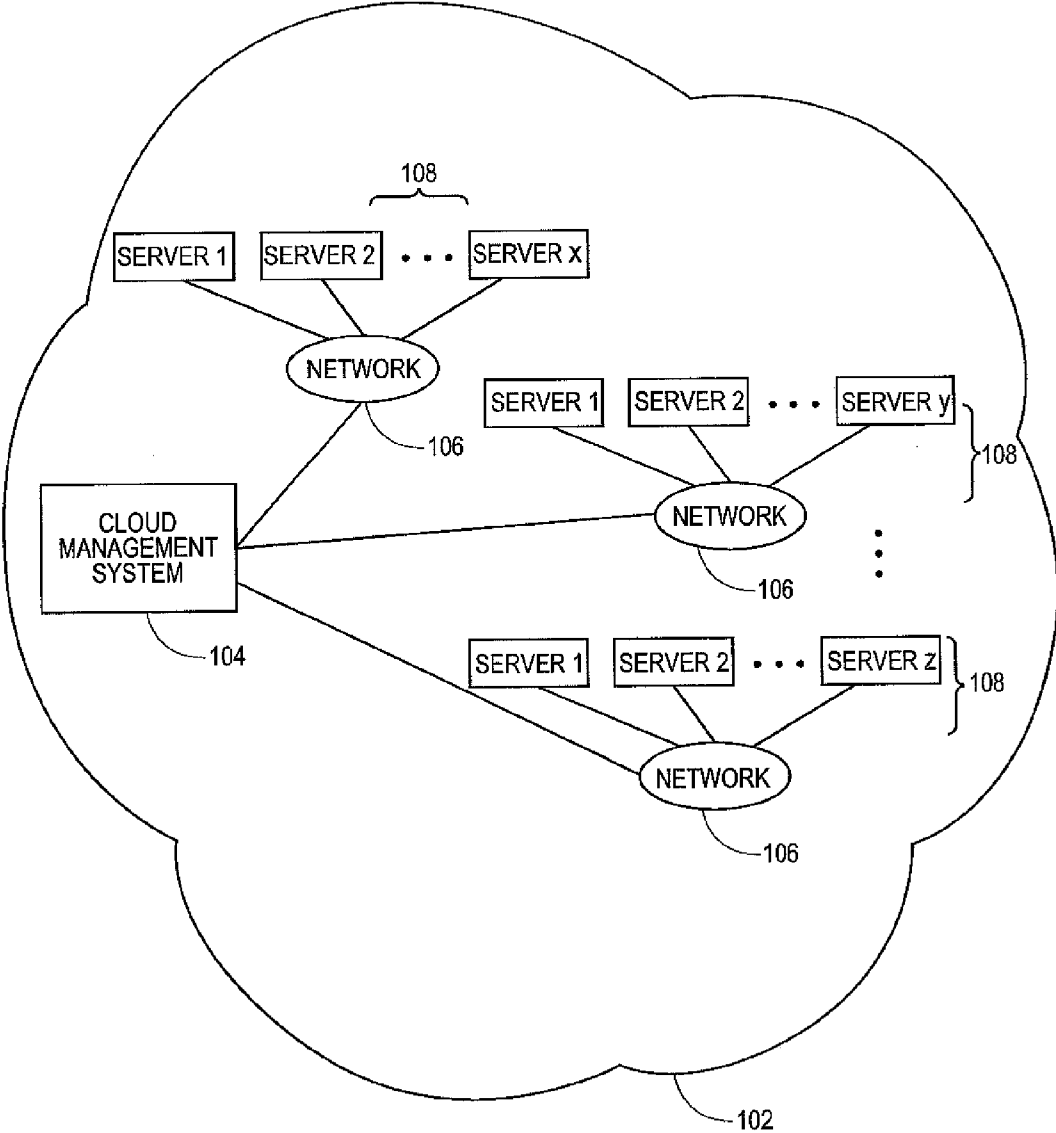 108
SERVER 1 SERVER 2 ••• SERVER x
NETWORK
106
SERVER 1 SERVER 2 ••• SERVER y
108
CLOUD
MANAGEMENT
SYSTEM
104
NETWORK
106
SERVER 1 SERVER 2 ••• SERVER z
108
NETWORK
106
102